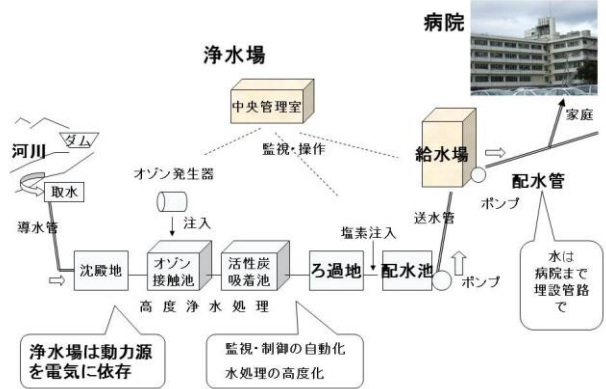 病院
浄水場
中央管理室
家庭
ダム
河川
監視・操作
給水場
取水
オゾン発生器
配水管
ポンプ
導水管
注入
塩素注入
送水管
水は
病院まで
埋設管路
で
沈殿地
オゾン
接触池
活性炭
吸着池
ろ過地
配水池
ポンプ
高度浄水処理
浄水場は動力源
を電気に依存
監視・制御の自動化
水処理の高度化